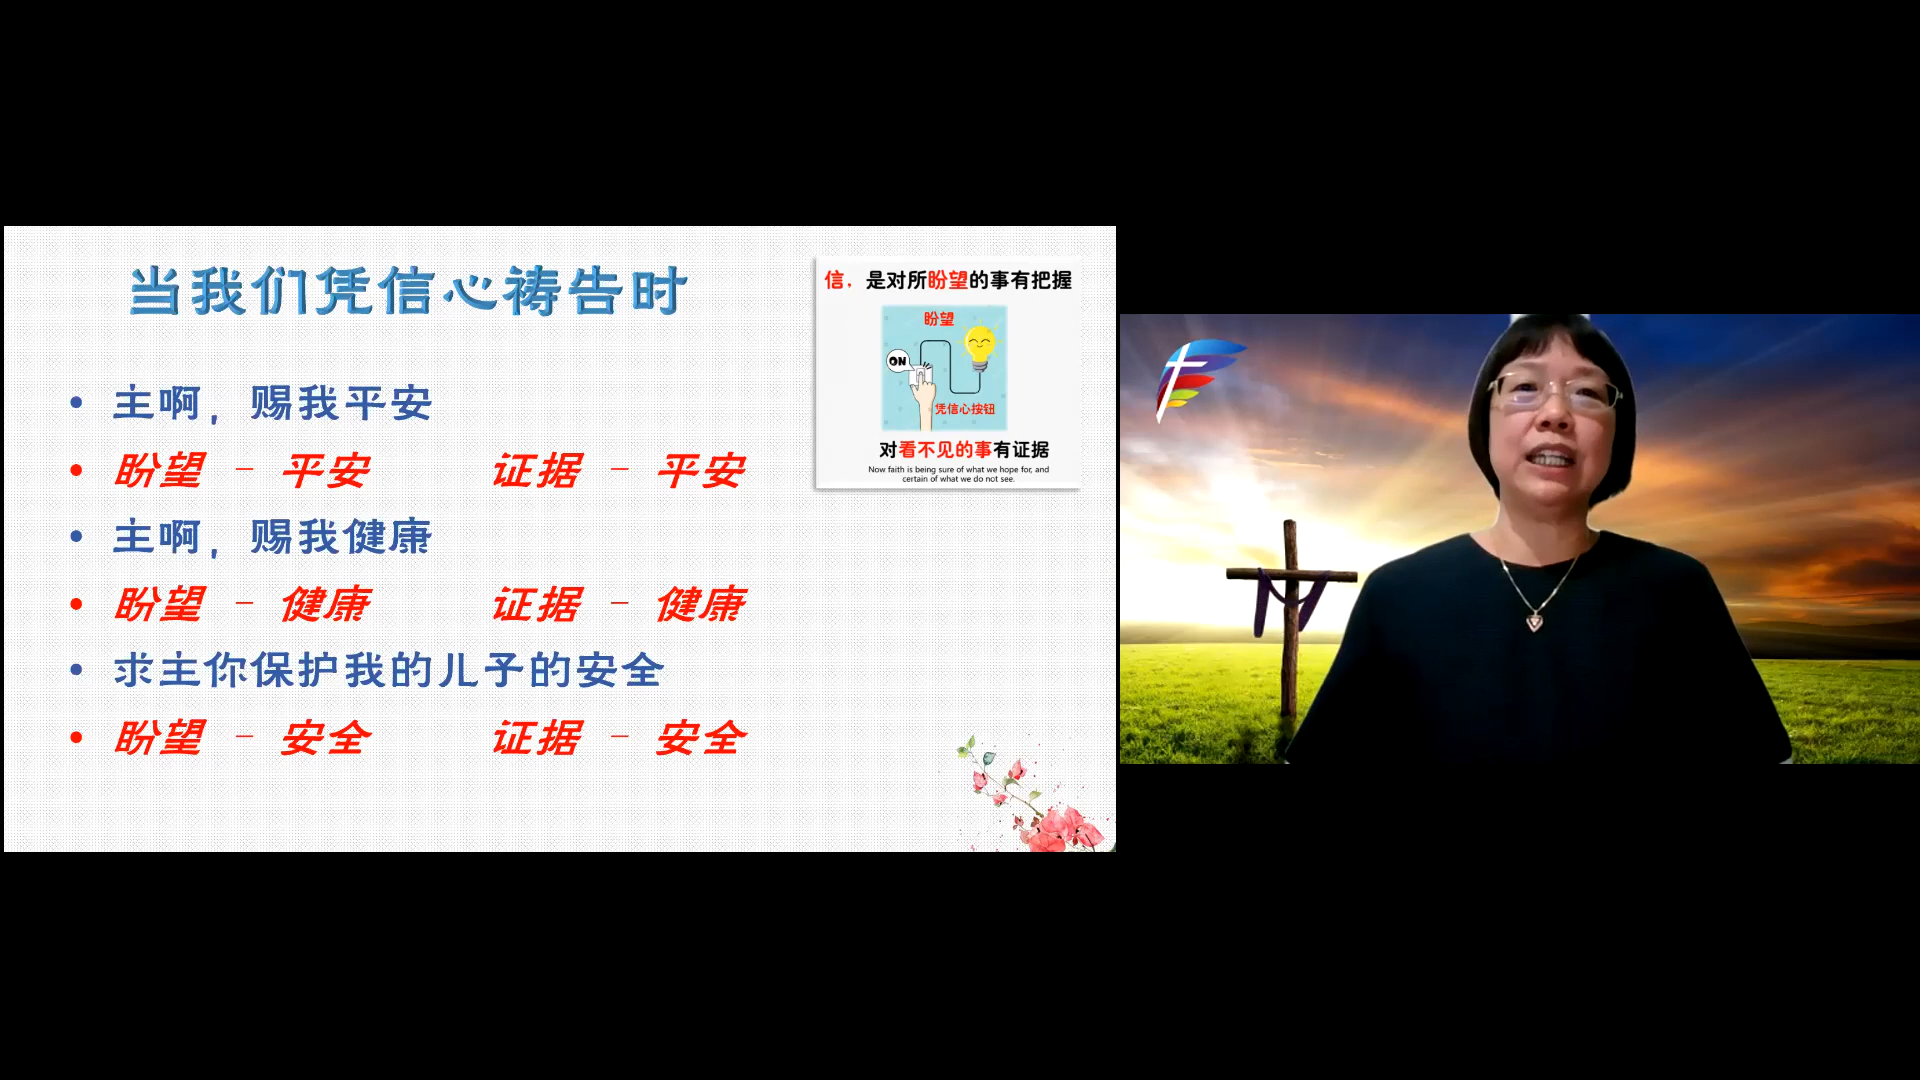 当我们凭信心祷告时
• 主啊，赐我平安
• 盼望 - 平安 证据 - 平安
• 主啊，赐我健康
• 盼望 - 健康 证据 - 健康
• 求主你保护我的儿子的安全
• 盼望 - 安全 证据 - 安全
信，是对所盼望的事有把握
盼望
ON
凭信心按钮
对看不见的事有证据
Now faith is being sure of what we hope for, and
certain of what we do not see.